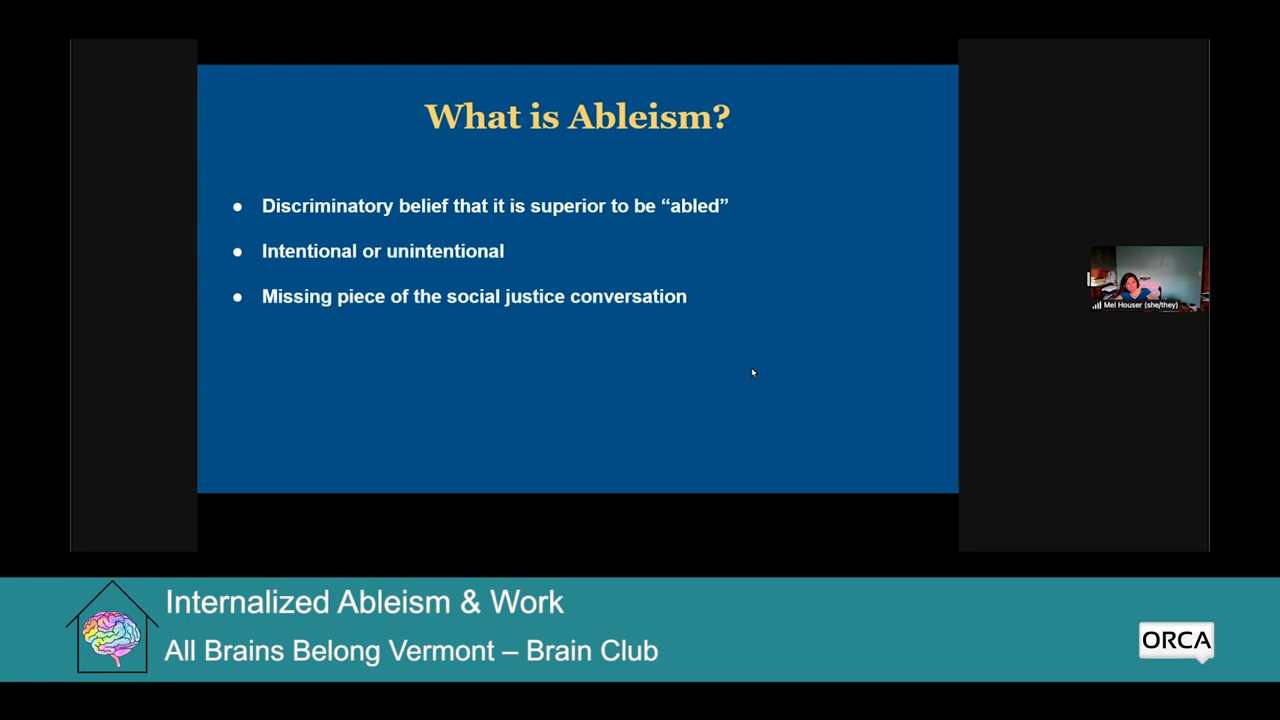 What is Ableism?
● Discriminatory belief that it is superior to be “abled”
● Intentional or unintentional
● Missing piece of the social justice conversation
Mel Houser (she/they)
Internalized Ableism & Work
All Brains Belong Vermont – Brain Club
ORCA